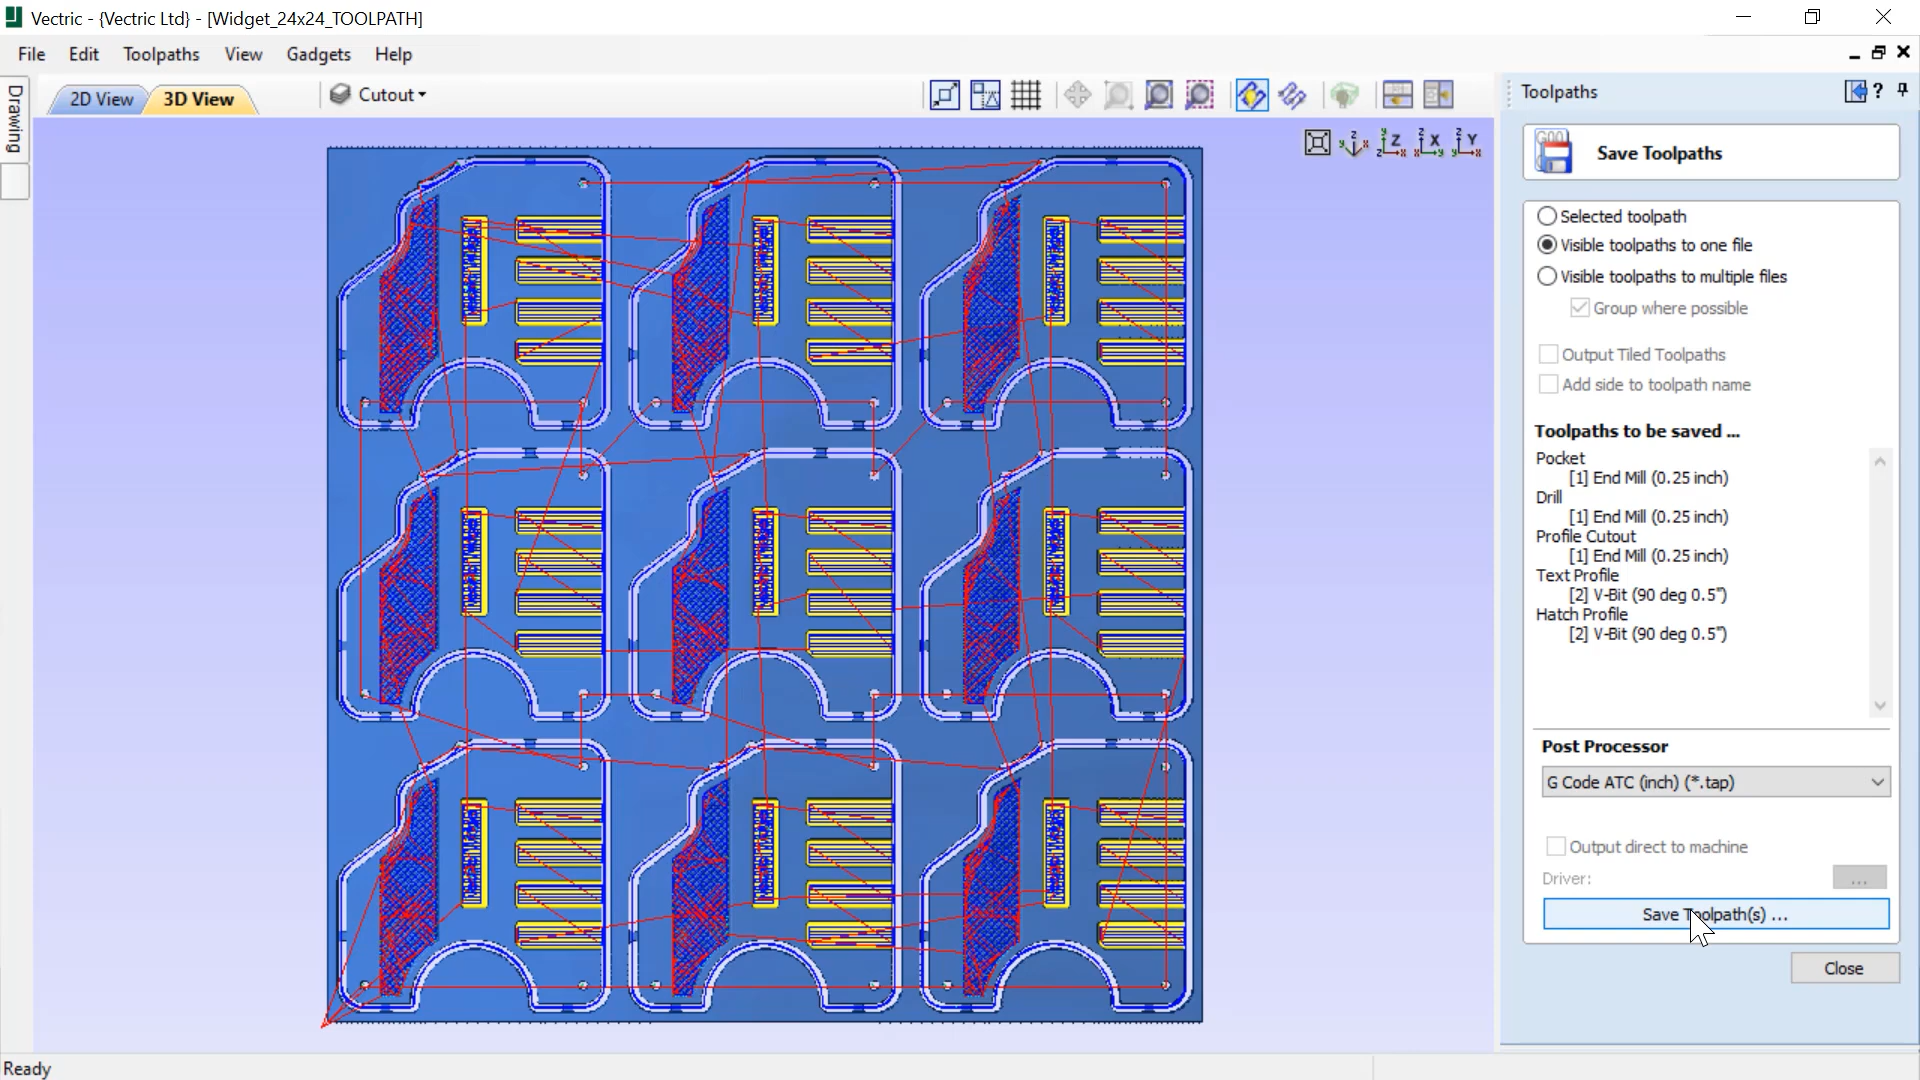 Vectric - {Vectric Ltd} - [Widget_24x24_TOOLPATH]
File Edit Toolpaths View Gadgets Help
Drawing
2D View 3D View Cutout
Toolpaths
Save Toolpaths
Selected toolpath
Visible toolpaths to one file
Visible toolpaths to multiple files
Group where possible
Output Tiled Toolpaths
Add side to toolpath name
Toolpaths to be saved ...
Pocket
[1] End Mill (0.25 inch)
Drill
[1] End Mill (0.25 inch)
Profile Cutout
[1] End Mill (0.25 inch)
Text Profile
[2] V-Bit (90 deg 0.5")
Hatch Profile
[2] V-Bit (90 deg 0.5")
Post Processor
G Code ATC (inch) (*.tap)
Output direct to machine
Driver: ...
Save Toolpath(s) ...
Close
Ready